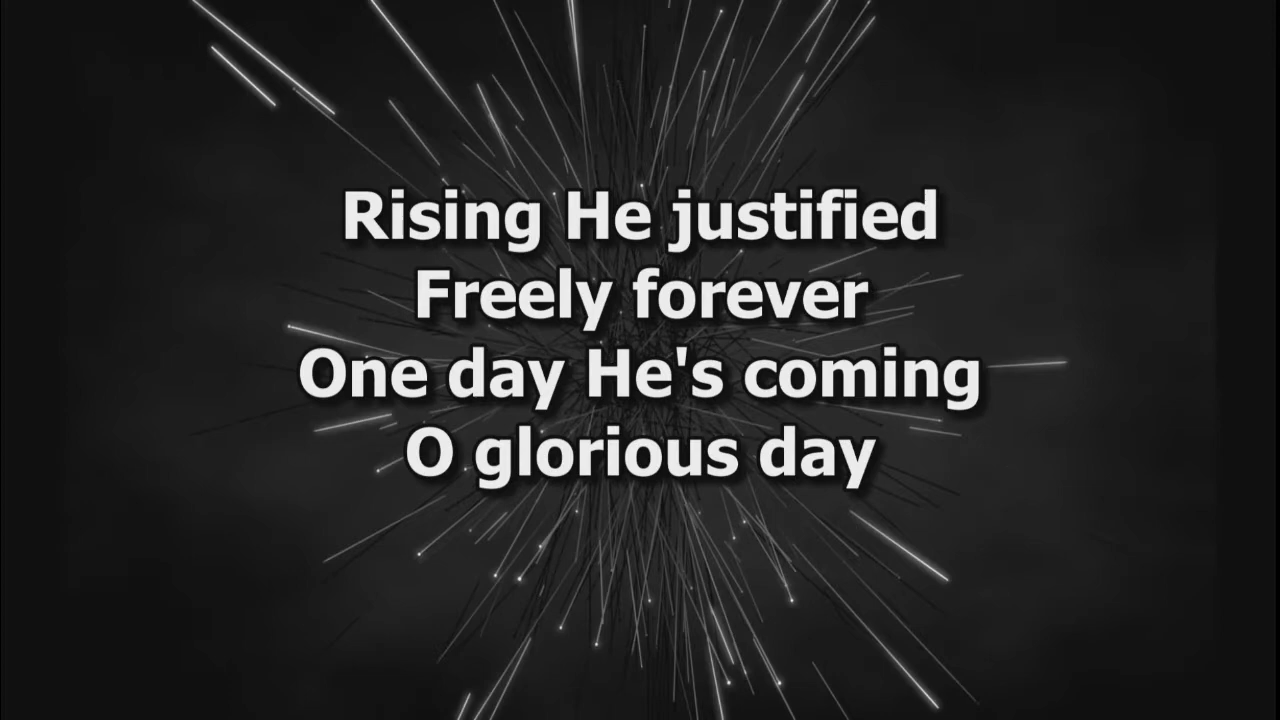 Rising He justified
Freely forever
One day He's coming
O glorious day